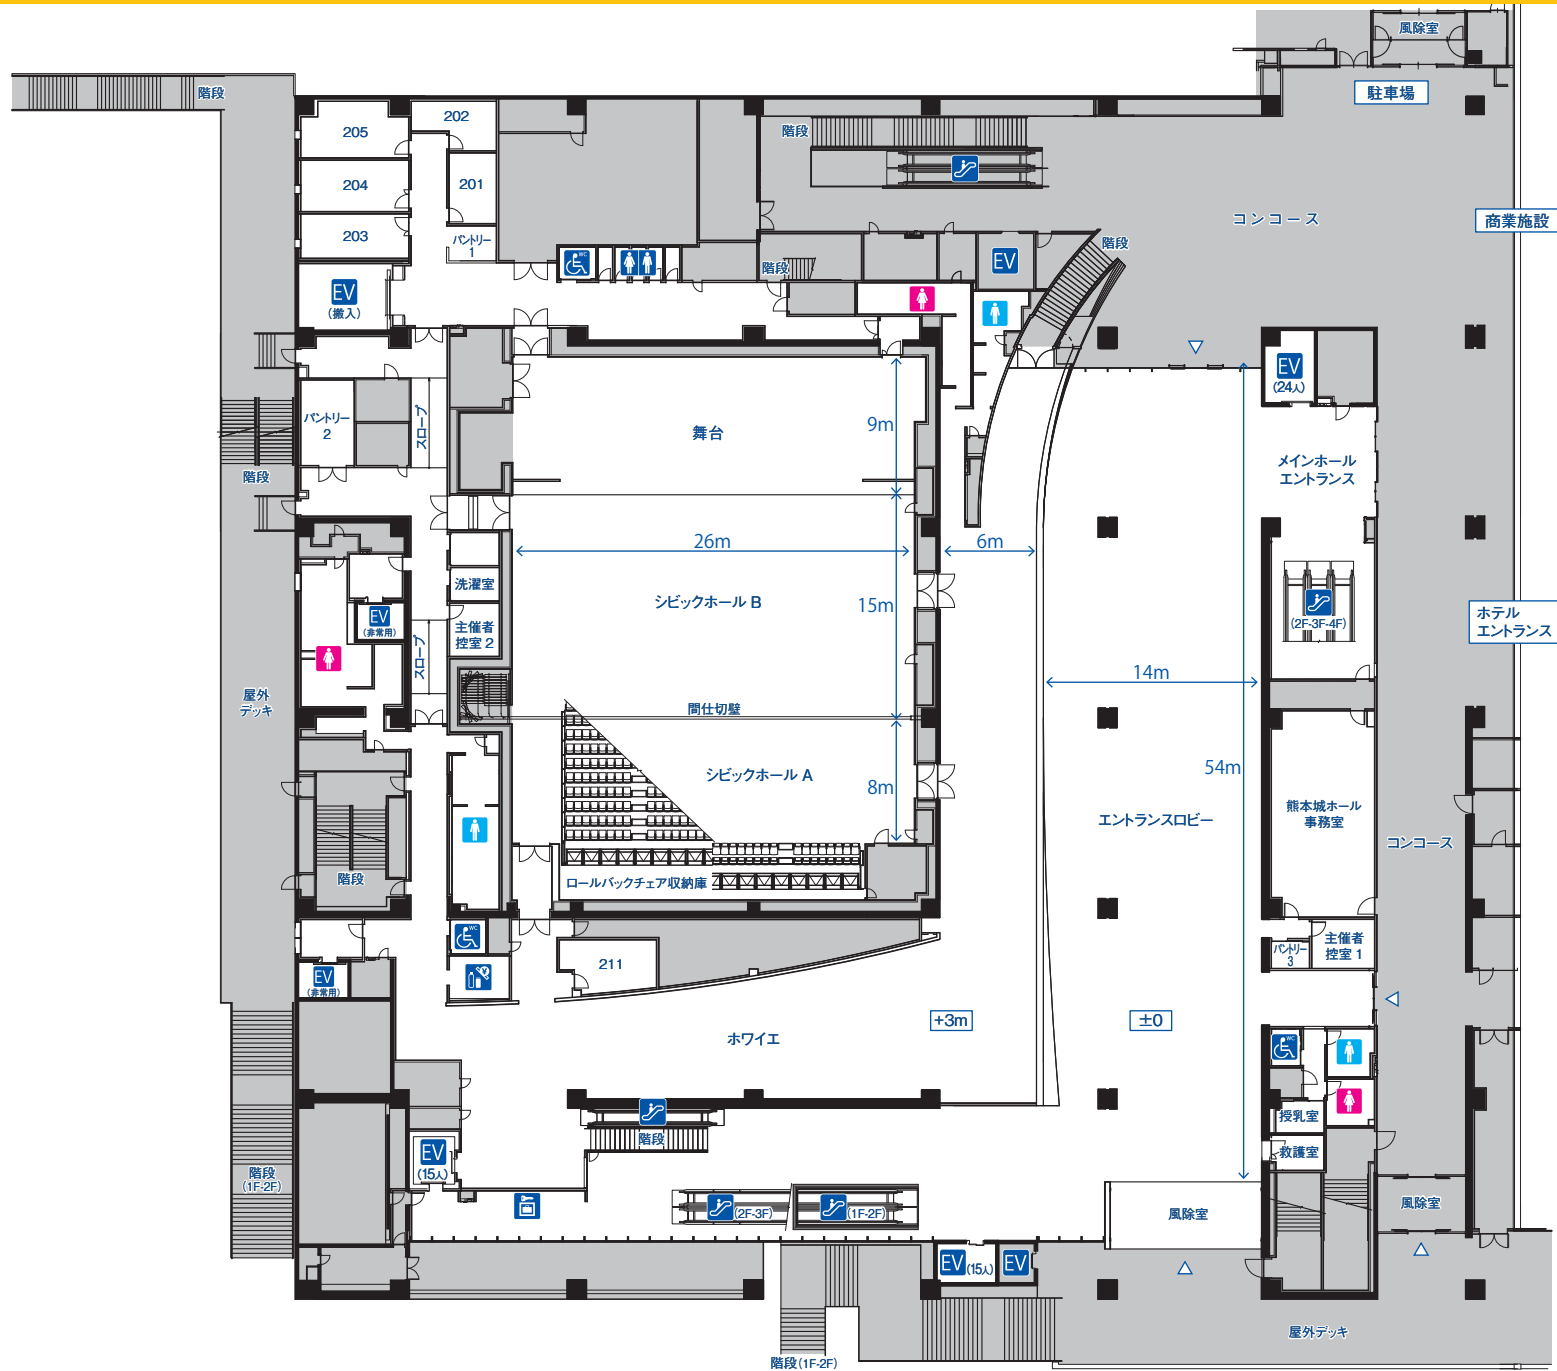 風除室
駐車場
階段
205
202
階段
204
201
203
パントリー
1
コンコース
商業施設
階段
WC
階段
EV
EV
(搬入)
EV
(24人)
パントリー
2
スロープ
9m
舞台
メインホール
エントランス
階段
26m
6m
洗濯室
シビックホール B
15m
EV
(非常用)
主催者
控室 2
(2F-3F-4F)
ホテル
エントランス
スロープ
14m
屋外
デッキ
間仕切壁
シビックホール A
8m
54m
エントランスロビー
熊本城ホール
事務室
コンコース
階段
ロールバックチェア収納庫
WC
211
パントリー
3
主催者
控室 1
EV
(非常用)
+3m
±0
ホワイエ
WC
授乳室
階段
EV
(15人)
救護室
階段
(1F-2F)
(2F-3F)
(1F-2F)
風除室
風除室
EV
(15人)
EV
屋外デッキ
階段(1F-2F)